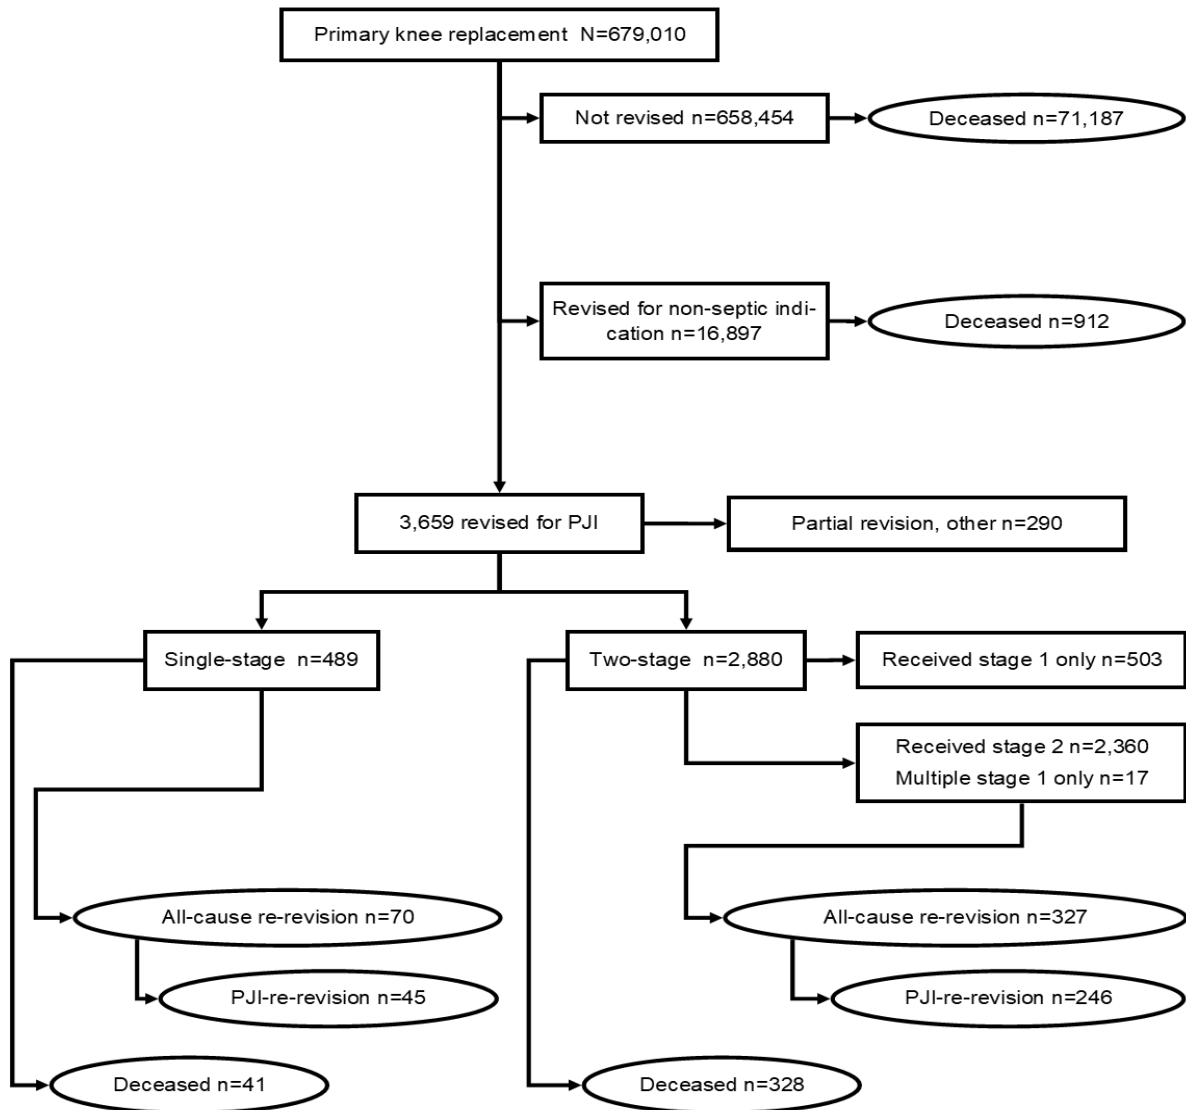 Primary knee replacement N=679,010
Not revised n=658,454
Deceased n=71,187
Revised for non-septic indi-
cation n=16,897
Deceased n=912
3,659 revised for PJI
Partial revision, other n=290
Single-stage n=489
Two-stage n=2,880
Received stage 1 only n=503
Received stage 2 n=2,360
Multiple stage 1 only n=17
All-cause re-revision n=70
All-cause re-revision n=327
PJI-re-revision n=45
PJI-re-revision n=246
Deceased n=41
Deceased n=328